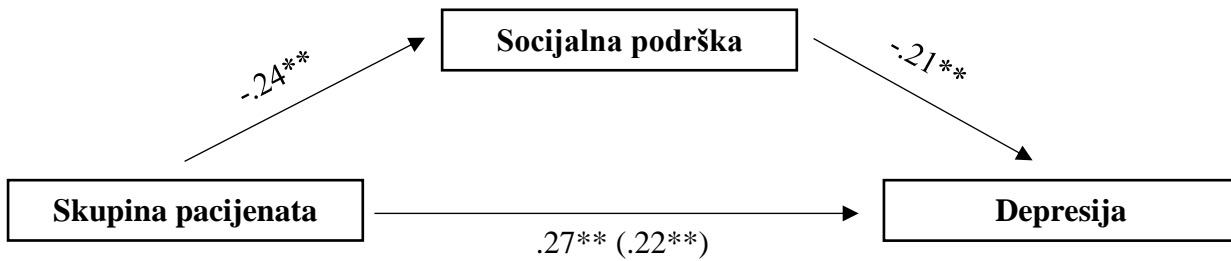 Socijalna podrška
-.24**
-.21**
Skupina pacijenata
Depresija
.27** (.22**)